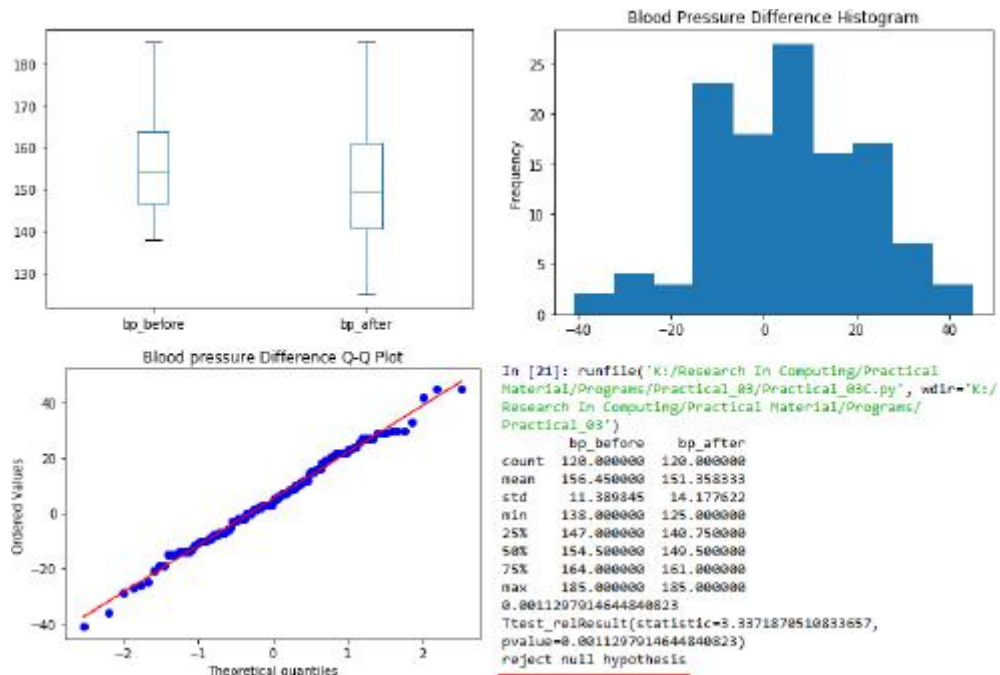 180
170
160
150
140
130
bp_before bp_after
Blood Pressure Difference Histogram
Frequency
25
20
15
10
5
0
−40 −20 0 20 40
Blood pressure Difference Q-Q Plot
Ordered Values
40
20
0
−20
−40
−2 −1 0 1 2
Theoretical quantiles
In [21]: runfile('K:/Research In Computing/Practical
Material/Programs/Practical_03/Practical_03C.py', wdir='K:/
Research In Computing/Practical Material/Programs/
Practical_03')
bp_before bp_after
count 120.000000 120.000000
mean 156.450000 151.358333
std 11.389845 14.177622
min 138.000000 125.000000
25% 147.000000 140.750000
50% 154.500000 149.500000
75% 164.000000 161.000000
max 185.000000 185.000000
0.0011297914644840823
Ttest_relResult(statistic=3.3371870510833657,
pvalue=0.0011297914644840823)
reject null hypothesis